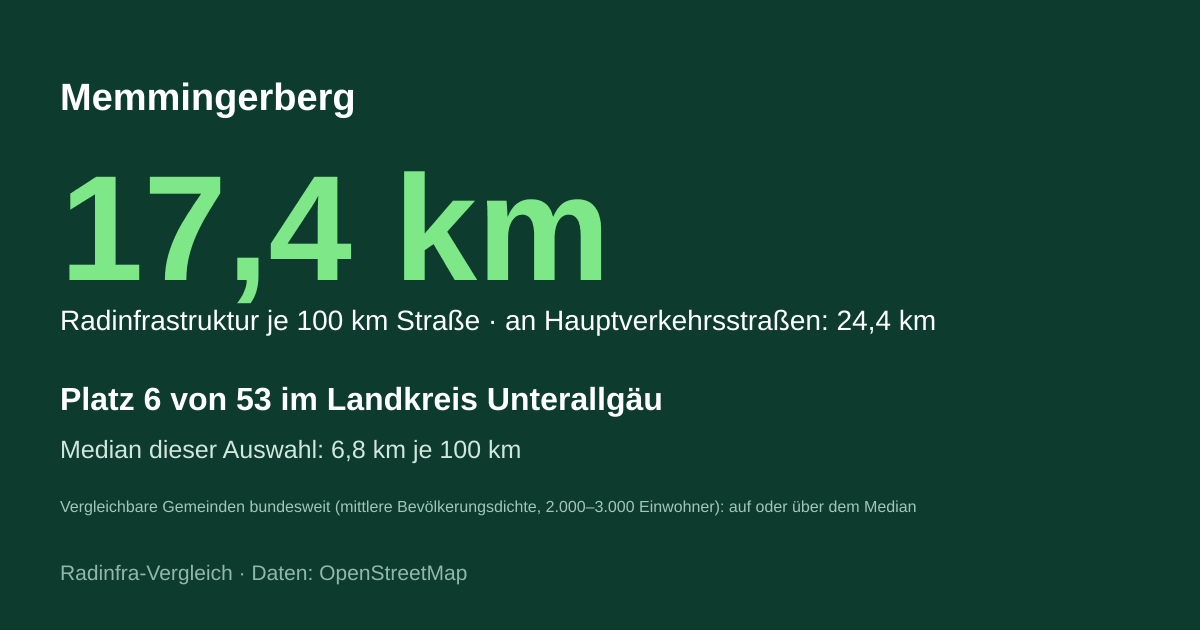 Memmingerberg
17,4 km
Radinfrastruktur je 100 km Straße · an Hauptverkehrsstraßen: 24,4 km
Platz 6 von 53 im Landkreis Unterallgäu
Median dieser Auswahl: 6,8 km je 100 km
Vergleichbare Gemeinden bundesweit (mittlere Bevölkerungsdichte, 2.000–3.000 Einwohner): auf oder über dem Median
Radinfra-Vergleich · Daten: OpenStreetMap